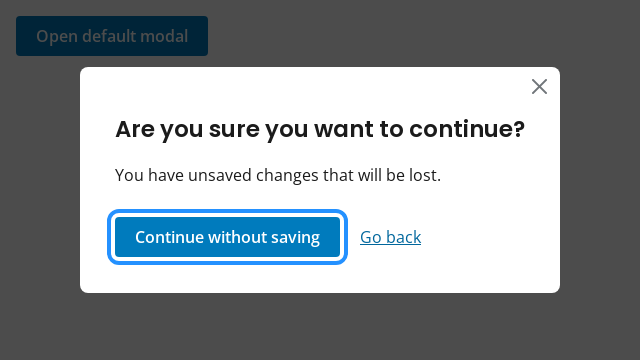 Open default modal
Are you sure you want to continue?
You have unsaved changes that will be lost.
Continue without saving
Go back